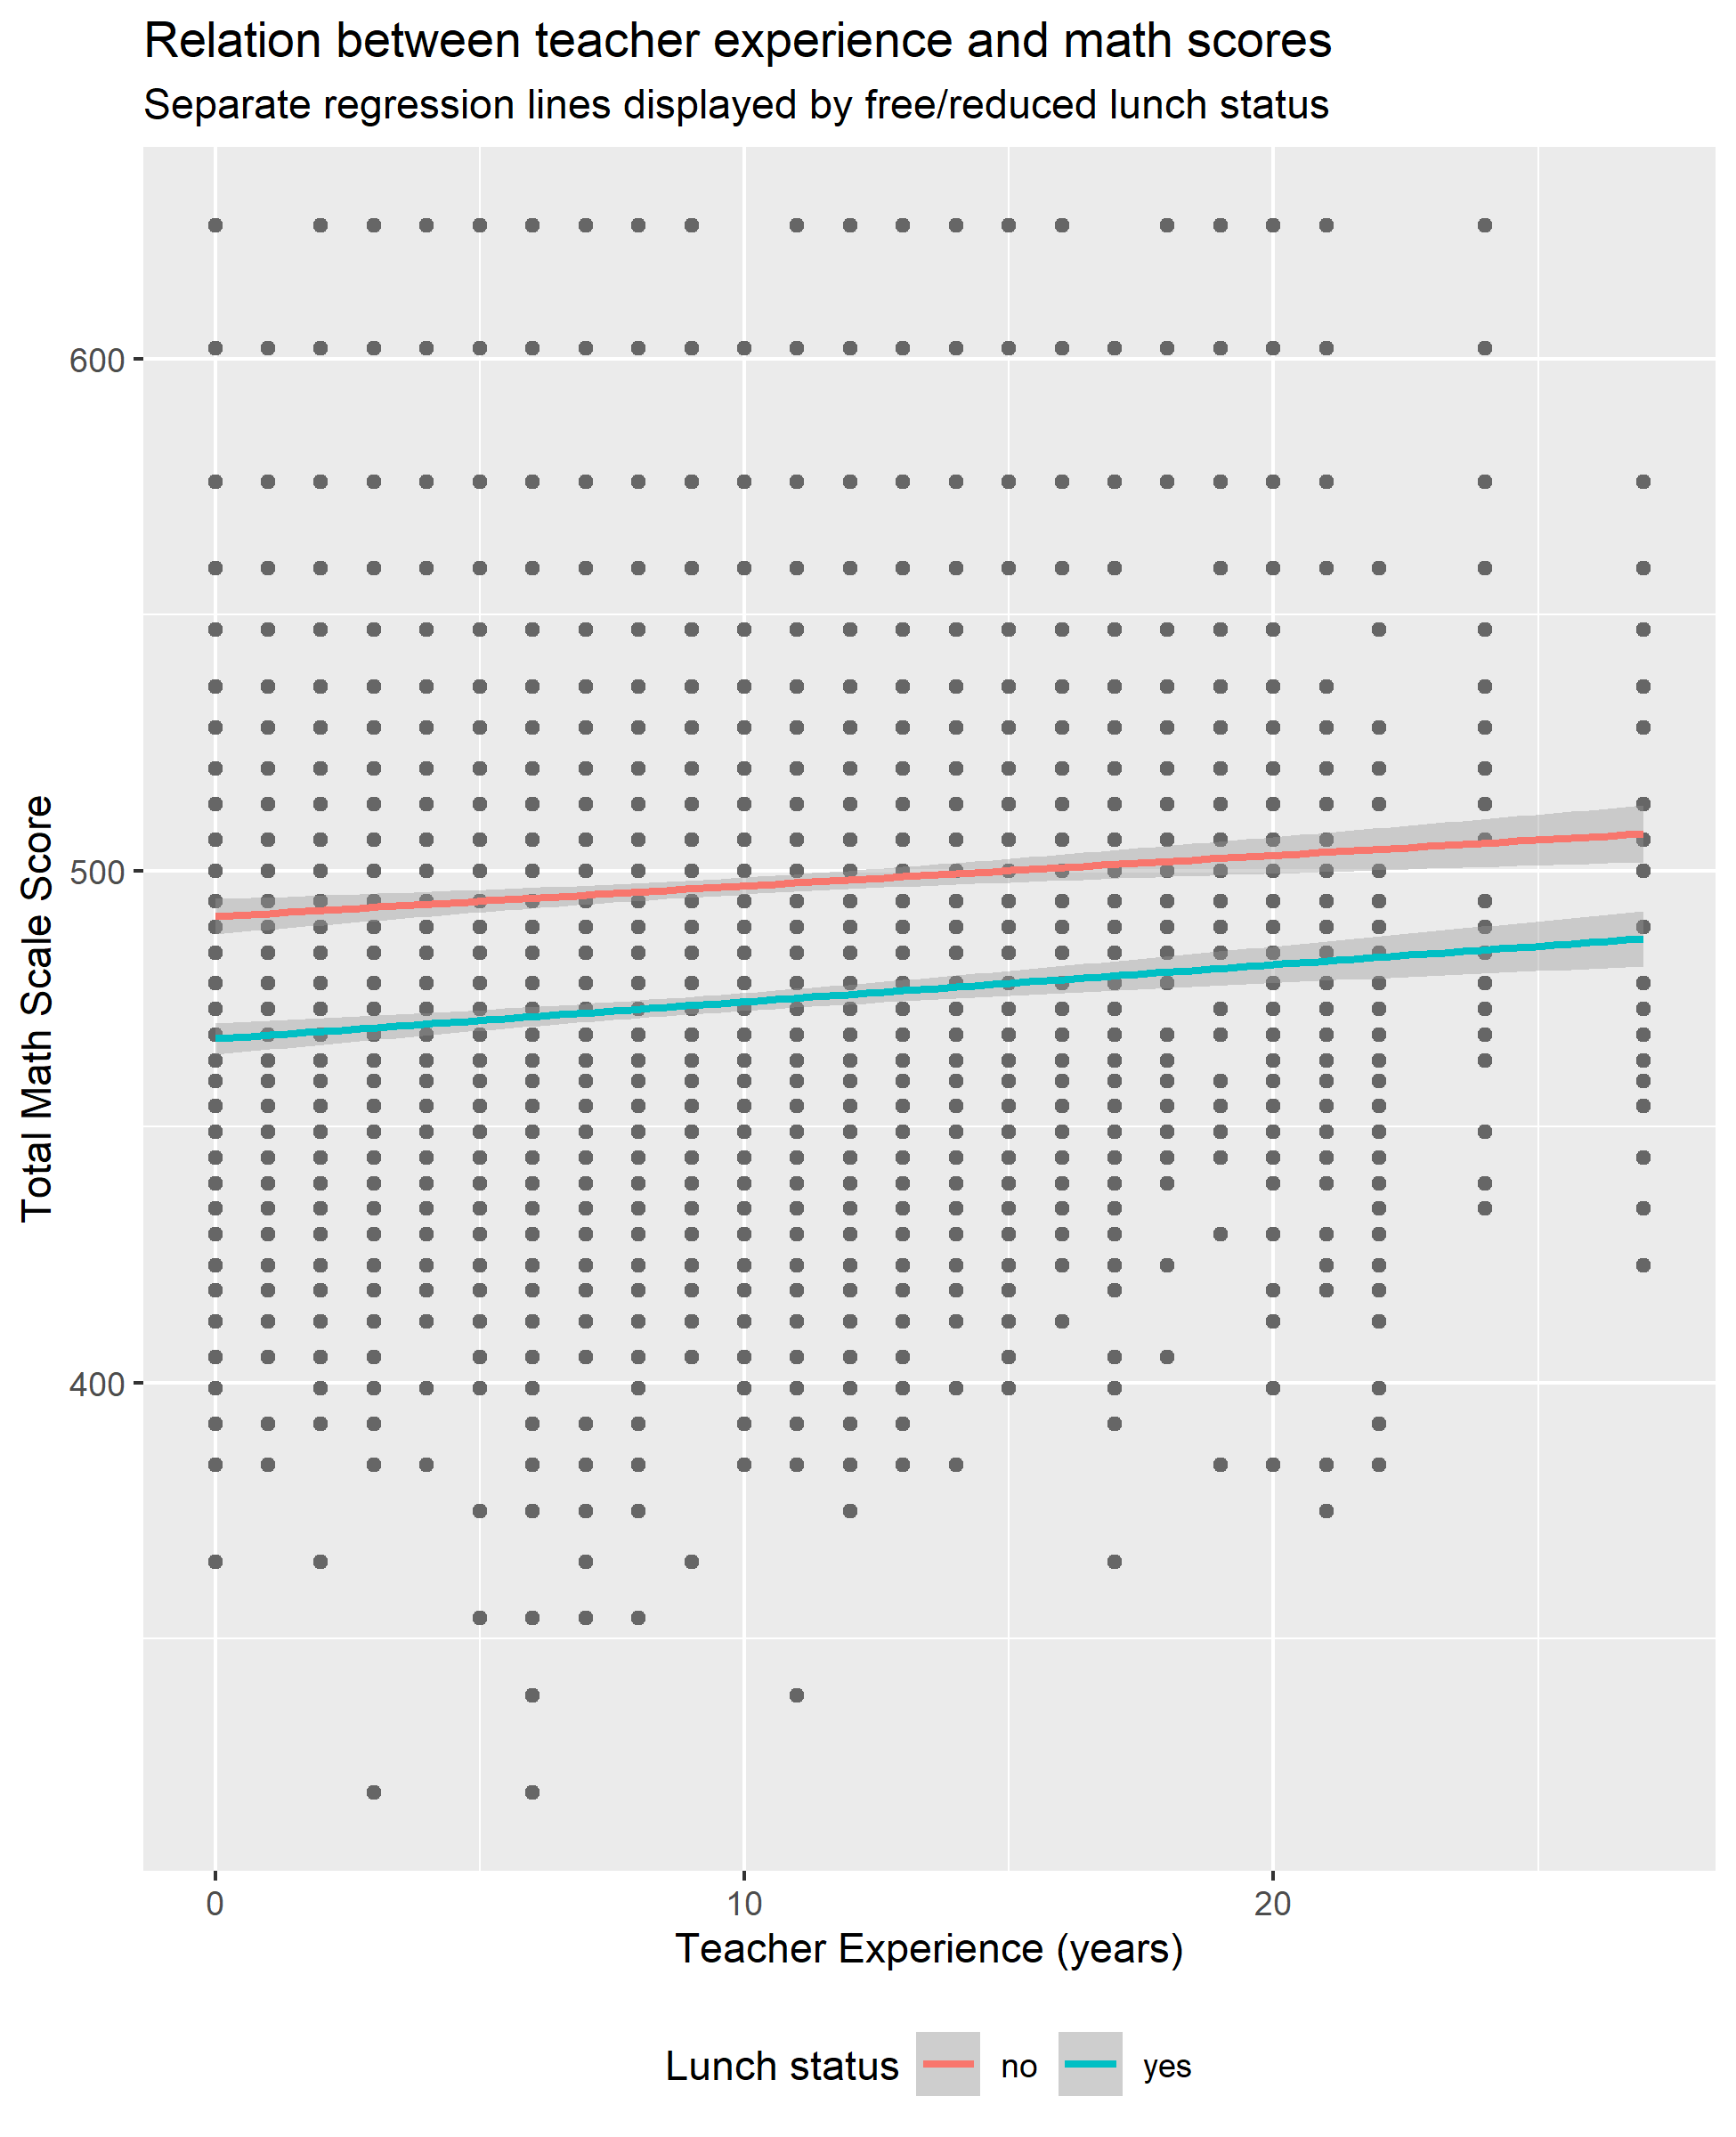 Relation between teacher experience and math scores
Separate regression lines displayed by free/reduced lunch status
Total Math Scale Score
600
500
400
0 10 20
Teacher Experience (years)
Lunch status no yes